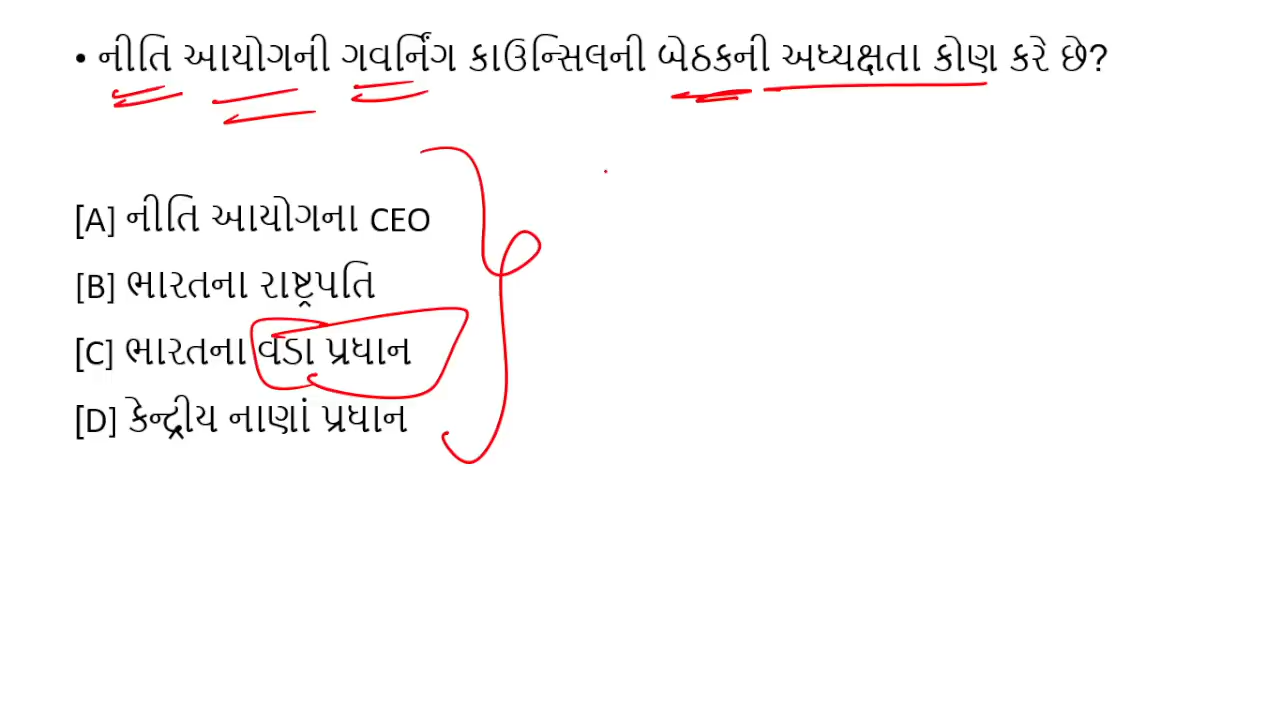 • નીતિ આયોગની ગવર્નિંગ કાઉન્સિલની બેઠકની અધ્યક્ષતા કોણ કરે છે?
[A] નીતિ આયોગના CEO
[B] ભારતના રાષ્ટ્રપતિ
[C] ભારતના વડા પ્રધાન
[D] કેન્દ્રીય નાણાં પ્રધાન